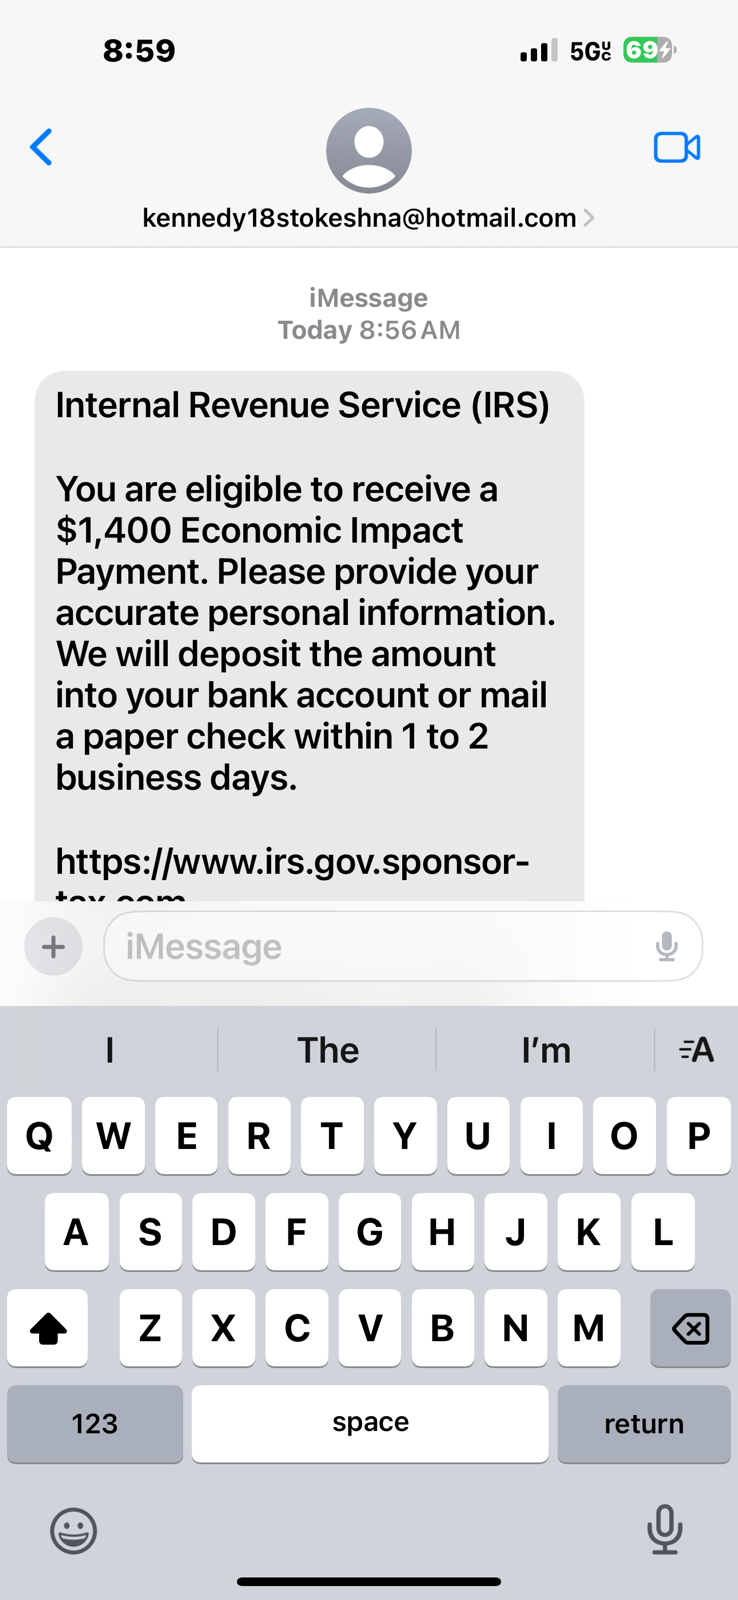 8:59
5GUC
69
kennedy18stokeshna@hotmail.com
iMessage
Today 8:56 AM
Internal Revenue Service (IRS)
You are eligible to receive a
$1,400 Economic Impact
Payment. Please provide your
accurate personal information.
We will deposit the amount
into your bank account or mail
a paper check within 1 to 2
business days.
https://www.irs.gov.sponsor-
tax.com
iMessage
I The I'm A
Q W E R T Y U I O P
A S D F G H J K L
Z X C V B N M
123 space return